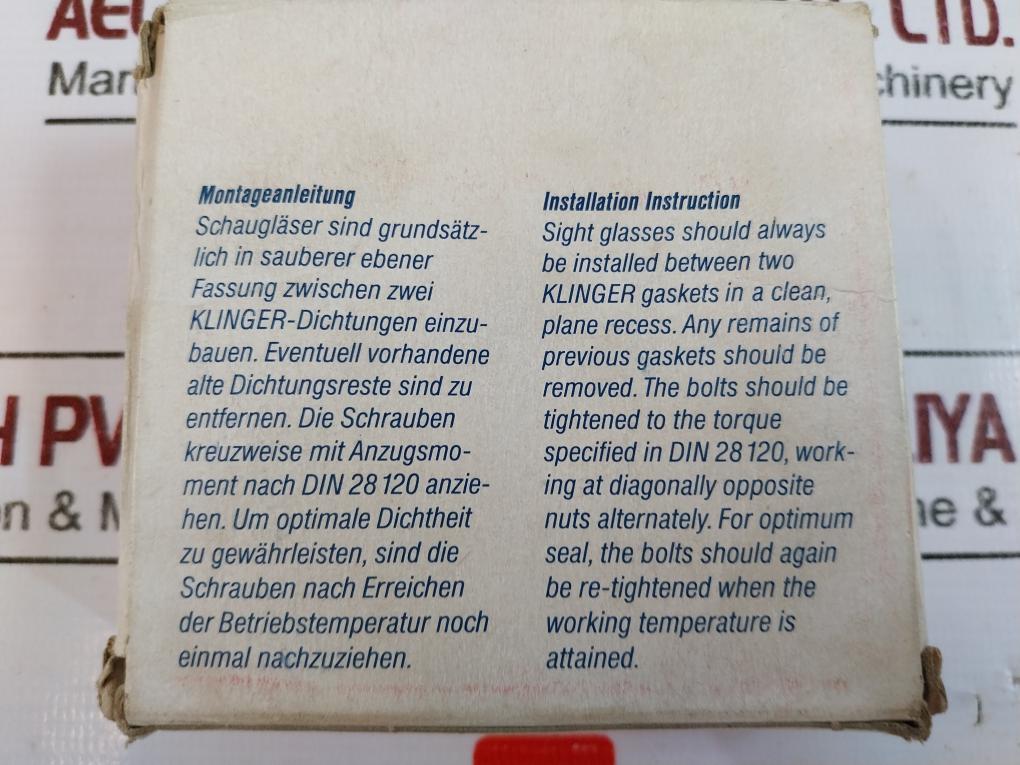 LTD.
Montageanleitung
Schaugläser sind grundsätz-
lich in sauberer ebener
Fassung zwischen zwei
KLINGER-Dichtungen einzu-
bauen. Eventuell vorhandene
alte Dichtungsreste sind zu
entfernen. Die Schrauben
kreuzweise mit Anzugsmo-
ment nach DIN 28 120 anzie-
hen. Um optimale Dichtheit
zu gewährleisten, sind die
Schrauben nach Erreichen
der Betriebstemperatur noch
einmal nachzuziehen.
Installation Instruction
Sight glasses should always
be installed between two
KLINGER gaskets in a clean,
plane recess. Any remains of
previous gaskets should be
removed. The bolts should be
tightened to the torque
specified in DIN 28 120, work-
ing at diagonally opposite
nuts alternately. For optimum
seal, the bolts should again
be re-tightened when the
working temperature is
attained.